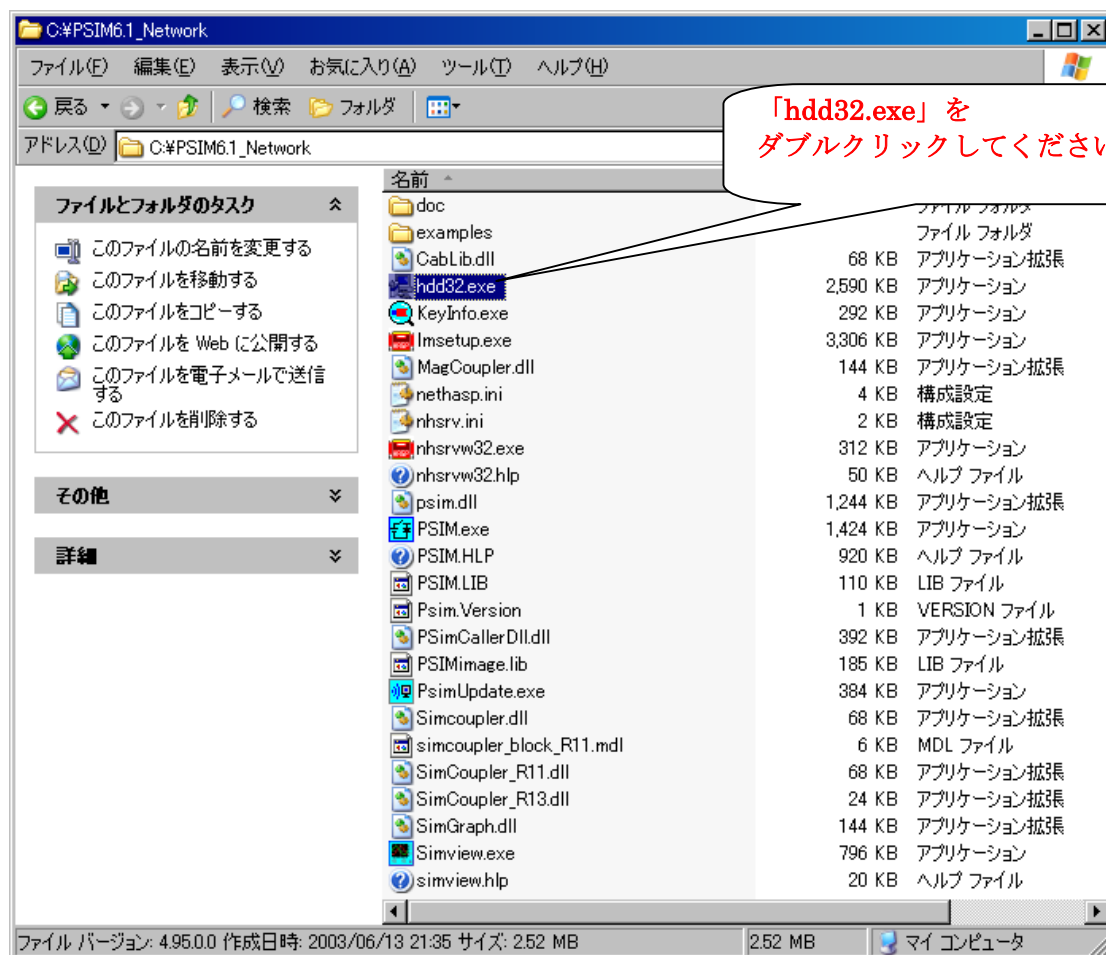 C:¥PSIM6.1_Network
ファイル(F) 編集(E) 表示(V) お気に入り(A) ツール(T) ヘルプ(H)
戻る 検索 フォルダ
アドレス(D) C:¥PSIM6.1_Network
「hdd32.exe」を
ダブルクリックしてください
ファイルとフォルダのタスク
このファイルの名前を変更する
このファイルを移動する
このファイルをコピーする
このファイルを Web に公開する
このファイルを電子メールで送信
する
このファイルを削除する
その他
詳細
名前
doc ファイル フォルダ
examples ファイル フォルダ
CabLib.dll 68 KB アプリケーション拡張
hdd32.exe 2,590 KB アプリケーション
KeyInfo.exe 292 KB アプリケーション
lmsetup.exe 3,306 KB アプリケーション
MagCoupler.dll 144 KB アプリケーション拡張
nethasp.ini 4 KB 構成設定
nhsrv.ini 2 KB 構成設定
nhsrvw32.exe 312 KB アプリケーション
nhsrvw32.hlp 50 KB ヘルプ ファイル
psim.dll 1,244 KB アプリケーション拡張
PSIM.exe 1,424 KB アプリケーション
PSIM.HLP 920 KB ヘルプ ファイル
PSIM.LIB 110 KB LIB ファイル
Psim.Version 1 KB VERSION ファイル
PSimCallerDll.dll 392 KB アプリケーション拡張
PSIMimage.lib 185 KB LIB ファイル
PsimUpdate.exe 384 KB アプリケーション
Simcoupler.dll 68 KB アプリケーション拡張
simcoupler_block_R11.mdl 6 KB MDL ファイル
SimCoupler_R11.dll 68 KB アプリケーション拡張
SimCoupler_R13.dll 24 KB アプリケーション拡張
SimGraph.dll 144 KB アプリケーション拡張
Simview.exe 796 KB アプリケーション
simview.hlp 20 KB ヘルプ ファイル
ファイル バージョン: 4.95.0.0 作成日時: 2003/06/13 21:35 サイズ: 2.52 MB 2.52 MB マイ コンピュータ